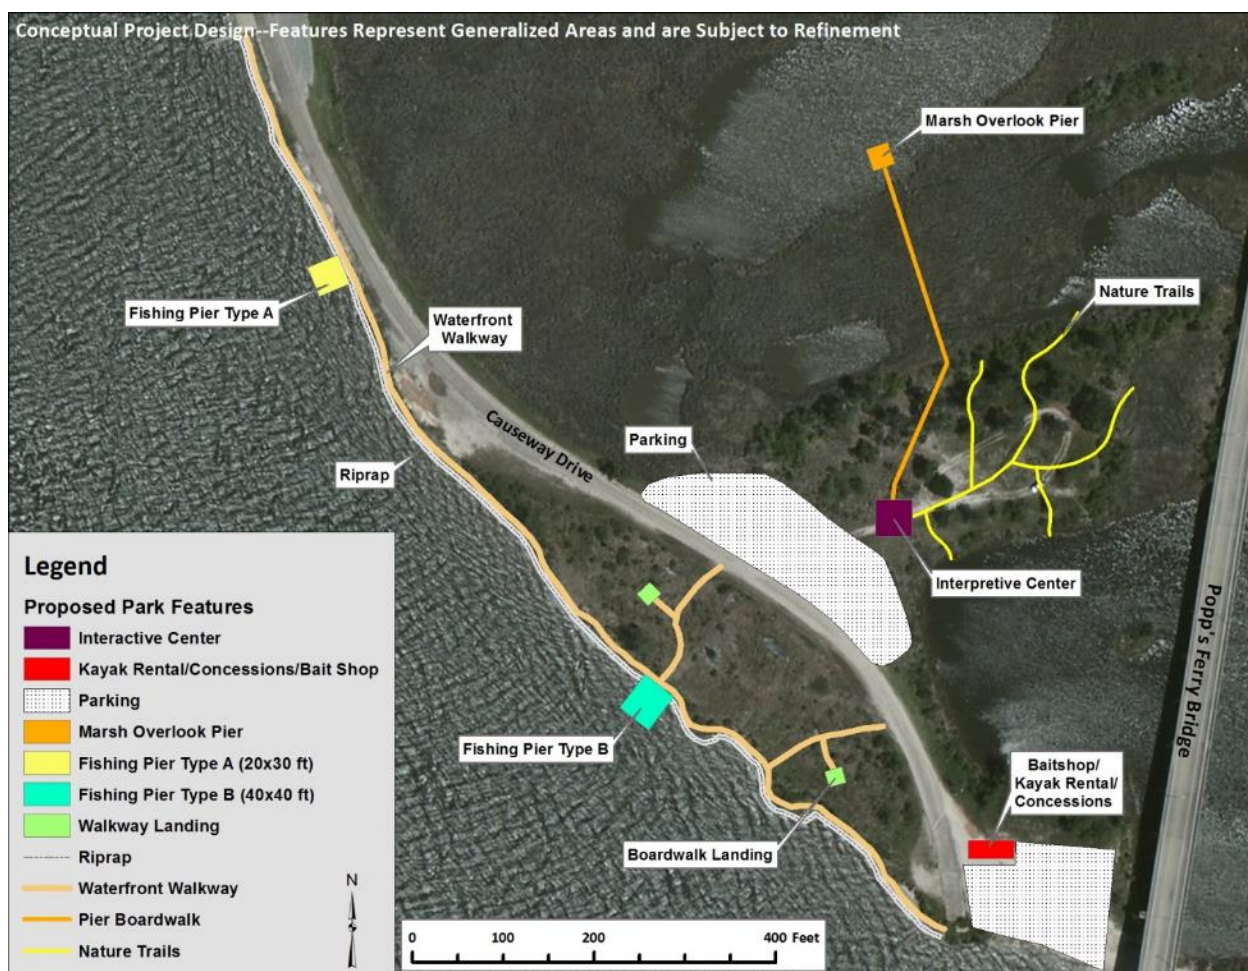 Conceptual Project Design--Features Represent Generalized Areas and are Subject to Refinement
Marsh Overlook Pier
Nature Trails
Fishing Pier Type A
Waterfront
Walkway
Causeway Drive
Parking
Riprap
Interpretive Center
Popp's Ferry Bridge
Fishing Pier Type B
Baitshop/
Kayak Rental/
Concessions
Boardwalk Landing
Legend
Proposed Park Features
Interactive Center
Kayak Rental/Concessions/Bait Shop
Parking
Marsh Overlook Pier
Fishing Pier Type A (20x30 ft)
Fishing Pier Type B (40x40 ft)
Walkway Landing
Riprap
Waterfront Walkway
Pier Boardwalk
Nature Trails
N
0 100 200 400 Feet